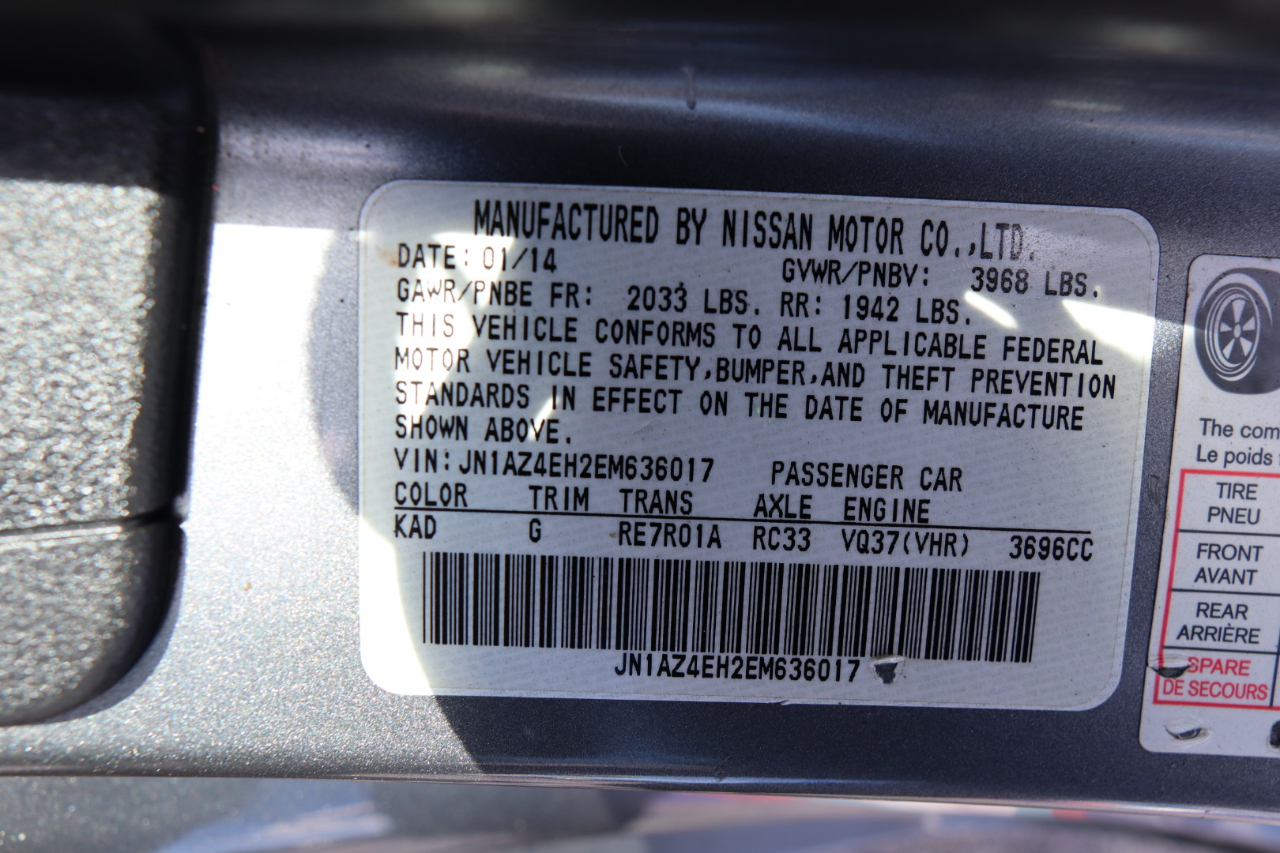 MANUFACTURED BY NISSAN MOTOR CO.,LTD.
DATE: 01/14 GVWR/PNBV: 3968 LBS.
GAWR/PNBE FR: 2033 LBS. RR: 1942 LBS.
THIS VEHICLE CONFORMS TO ALL APPLICABLE FEDERAL
MOTOR VEHICLE SAFETY,BUMPER,AND THEFT PREVENTION
STANDARDS IN EFFECT ON THE DATE OF MANUFACTURE
SHOWN ABOVE.
VIN:JN1AZ4EH2EM636017 PASSENGER CAR
COLOR TRIM TRANS AXLE ENGINE
KAD G RE7R01A RC33 VQ37(VHR) 3696CC
JN1AZ4EH2EM636017
The com
Le poids
TIRE
PNEU
FRONT
AVANT
REAR
ARRIÈRE
SPARE
DE SECOURS